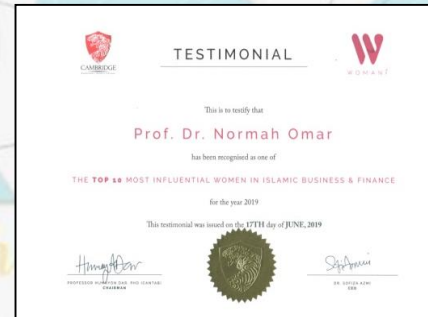 TESTIMONIAL
CAMBRIDGE
WOMANi
This is to testify that
Prof. Dr. Normah Omar
has been recognised as one of
THE TOP 10 MOST INFLUENTIAL WOMEN IN ISLAMIC BUSINESS & FINANCE
for the year 2019
This testimonial was issued on the 17TH day of JUNE, 2019
CHAIRMAN
CEO